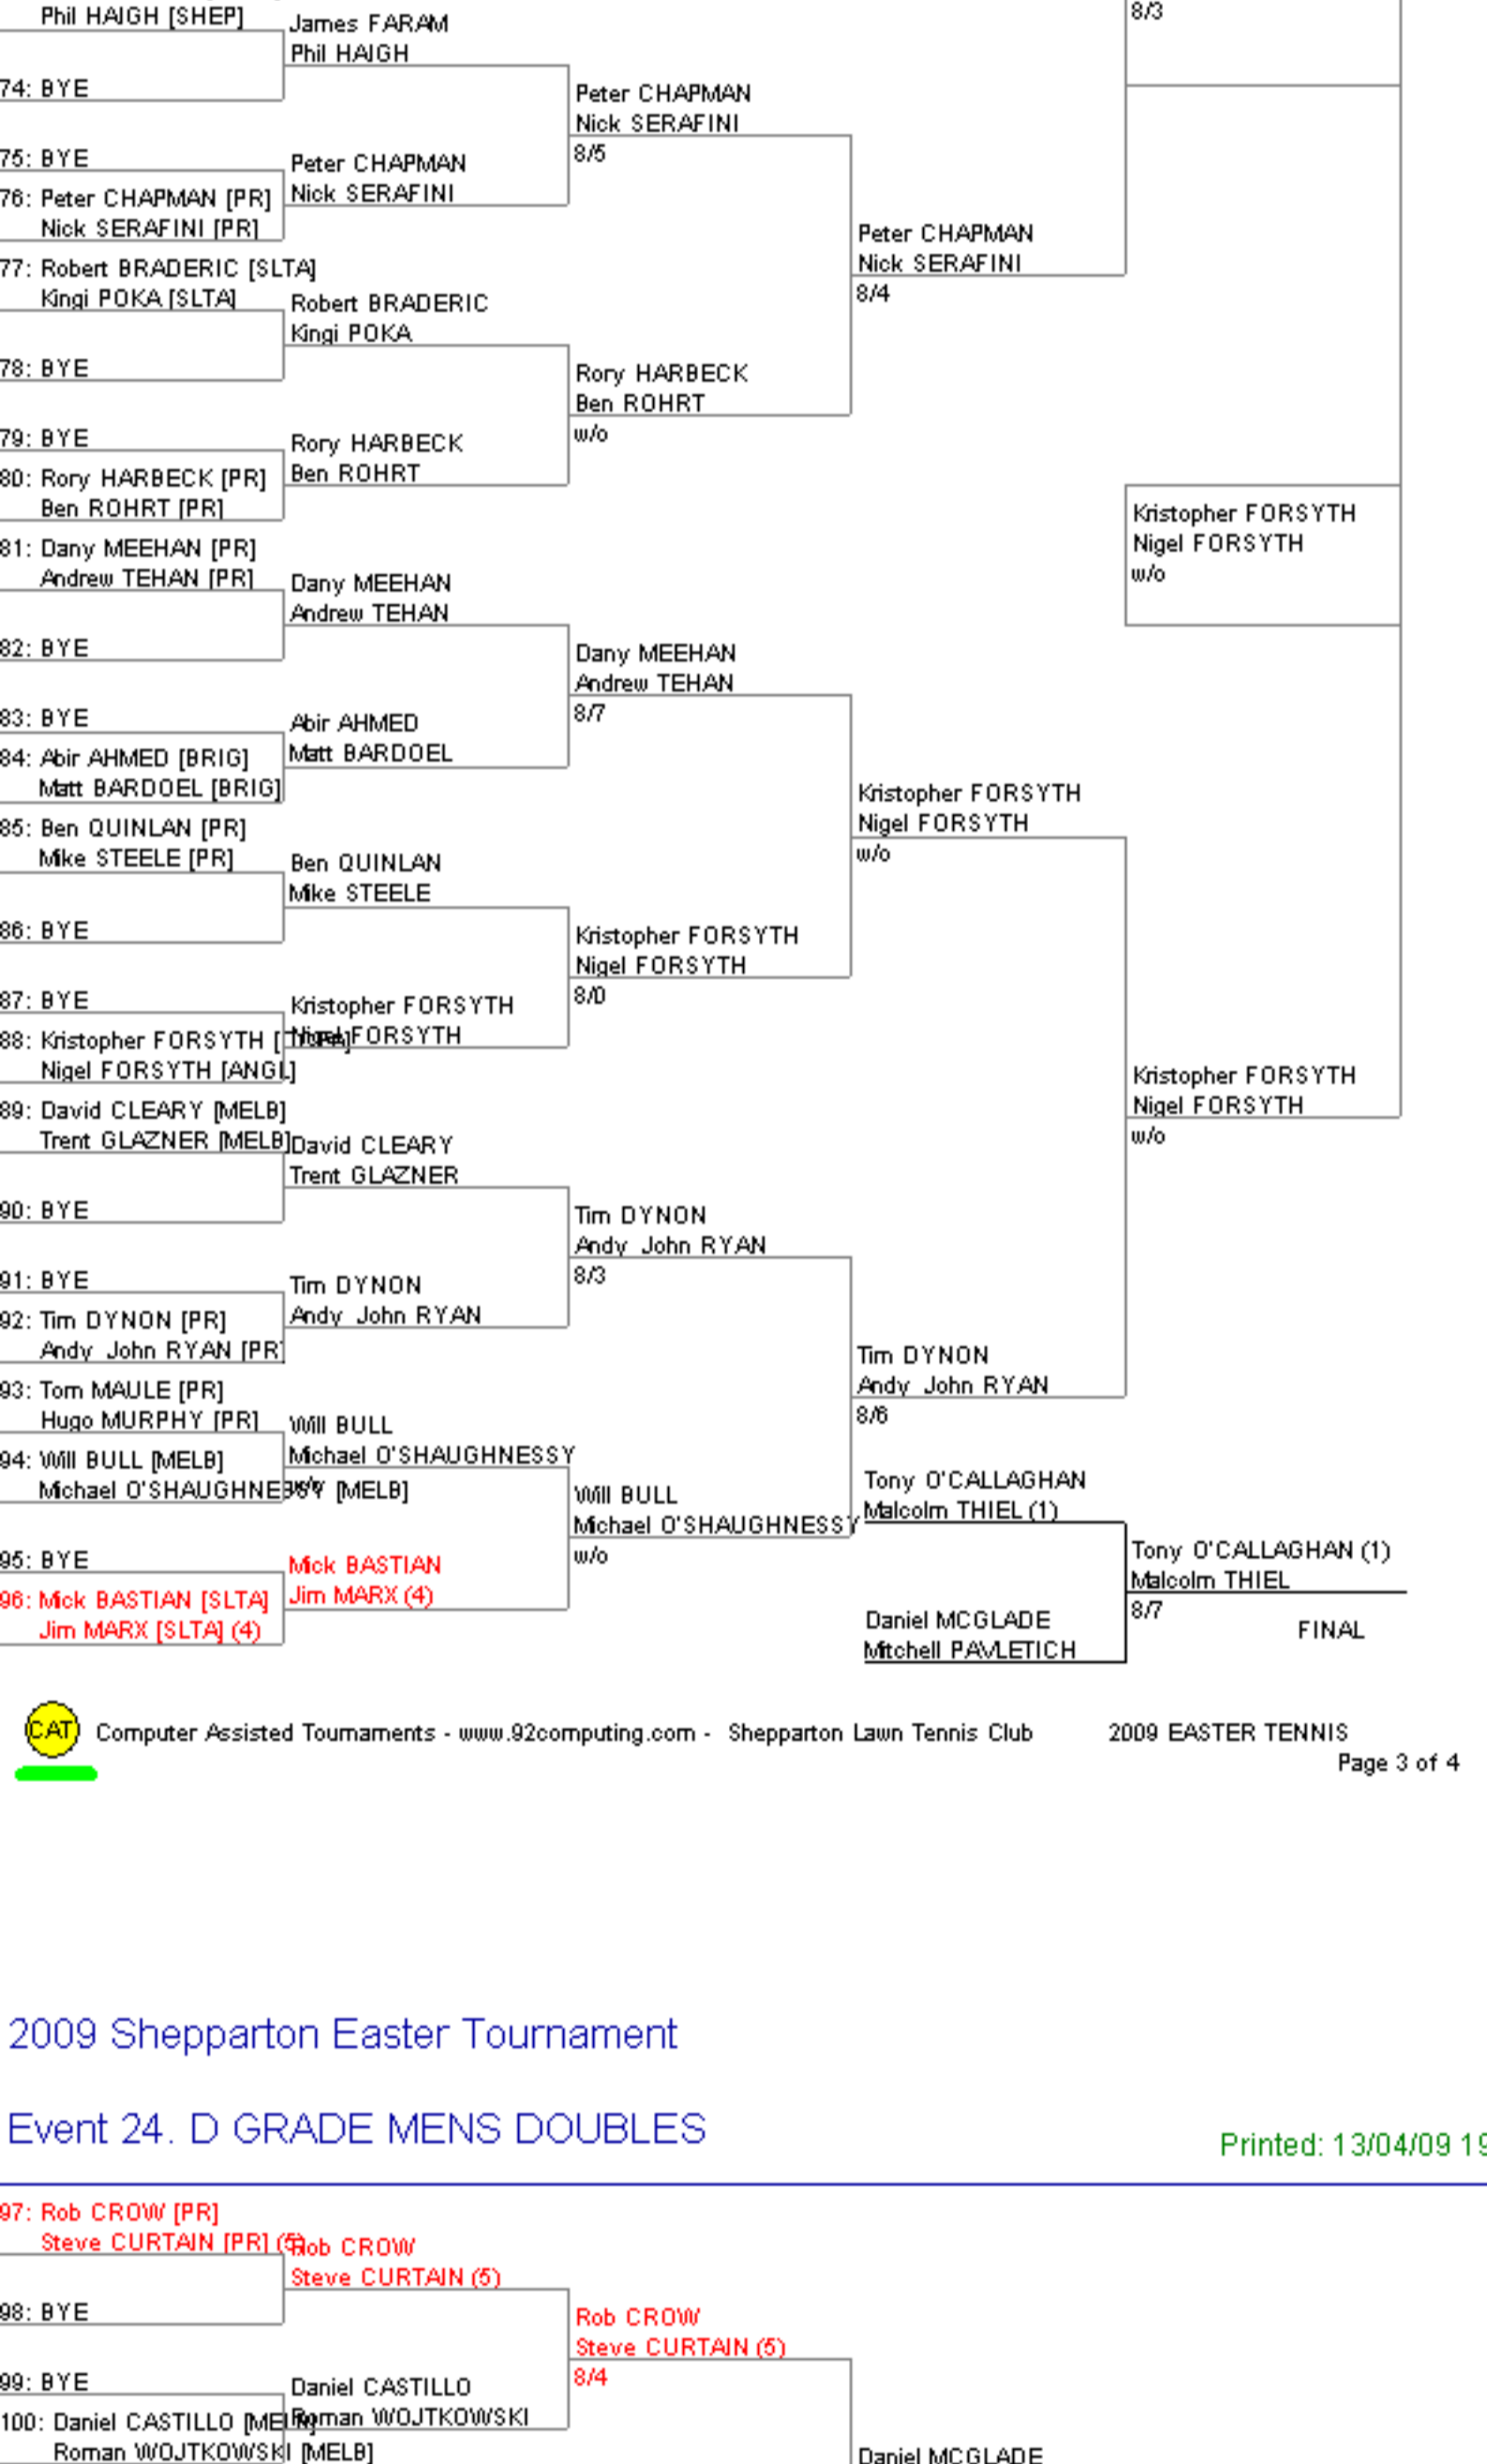 Phil HAIGH [SHEP]
James FARAM
Phil HAIGH
8/3
74: BYE
Peter CHAPMAN
Nick SERAFINI
8/5
75: BYE
Peter CHAPMAN
Nick SERAFINI
76: Peter CHAPMAN [PR]
Nick SERAFINI [PR]
Peter CHAPMAN
Nick SERAFINI
8/4
77: Robert BRADERIC [SLTA]
Kingi POKA [SLTA]
Robert BRADERIC
Kingi POKA
78: BYE
Rory HARBECK
Ben ROHRT
w/o
79: BYE
Rory HARBECK
Ben ROHRT
80: Rory HARBECK [PR]
Ben ROHRT [PR]
Kristopher FORSYTH
Nigel FORSYTH
w/o
81: Dany MEEHAN [PR]
Andrew TEHAN [PR]
Dany MEEHAN
Andrew TEHAN
82: BYE
Dany MEEHAN
Andrew TEHAN
8/7
83: BYE
Abir AHMED
Matt BARDOEL
84: Abir AHMED [BRIG]
Matt BARDOEL [BRIG]
Kristopher FORSYTH
Nigel FORSYTH
w/o
85: Ben QUINLAN [PR]
Mike STEELE [PR]
Ben QUINLAN
Mike STEELE
86: BYE
Kristopher FORSYTH
Nigel FORSYTH
8/0
87: BYE
Kristopher FORSYTH
Nigel FORSYTH
88: Kristopher FORSYTH
Nigel FORSYTH [ANGL]
Kristopher FORSYTH
Nigel FORSYTH
w/o
89: David CLEARY [MELB]
Trent GLAZNER [MELB]
David CLEARY
Trent GLAZNER
90: BYE
Tim DYNON
Andy John RYAN
8/3
91: BYE
Tim DYNON
Andy John RYAN
92: Tim DYNON [PR]
Andy John RYAN [PR]
Tim DYNON
Andy John RYAN
8/6
93: Tom MAULE [PR]
Hugo MURPHY [PR]
Will BULL
Michael O'SHAUGHNESSY
w/o
94: Will BULL [MELB]
Michael O'SHAUGHNESSY [MELB]
Will BULL
Michael O'SHAUGHNESSY
w/o
Tony O'CALLAGHAN
Malcolm THIEL (1)
95: BYE
Mick BASTIAN
Jim MARX (4)
Tony O'CALLAGHAN (1)
Malcolm THIEL
8/7
96: Mick BASTIAN [SLTA]
Jim MARX [SLTA] (4)
Daniel MCGLADE
Mitchell PAVLETICH
FINAL
CAT
Computer Assisted Tournaments - www.92computing.com - Shepparton Lawn Tennis Club
2009 EASTER TENNIS
Page 3 of 4
2009 Shepparton Easter Tournament
Event 24. D GRADE MENS DOUBLES
Printed: 13/04/09 19
97: Rob CROW [PR]
Steve CURTAIN [PR] (5)
Rob CROW
Steve CURTAIN (5)
98: BYE
Rob CROW
Steve CURTAIN (5)
8/4
99: BYE
Daniel CASTILLO
Roman WOJTKOWSKI
100: Daniel CASTILLO [MELB]
Roman WOJTKOWSKI [MELB]
Daniel MCGLADE